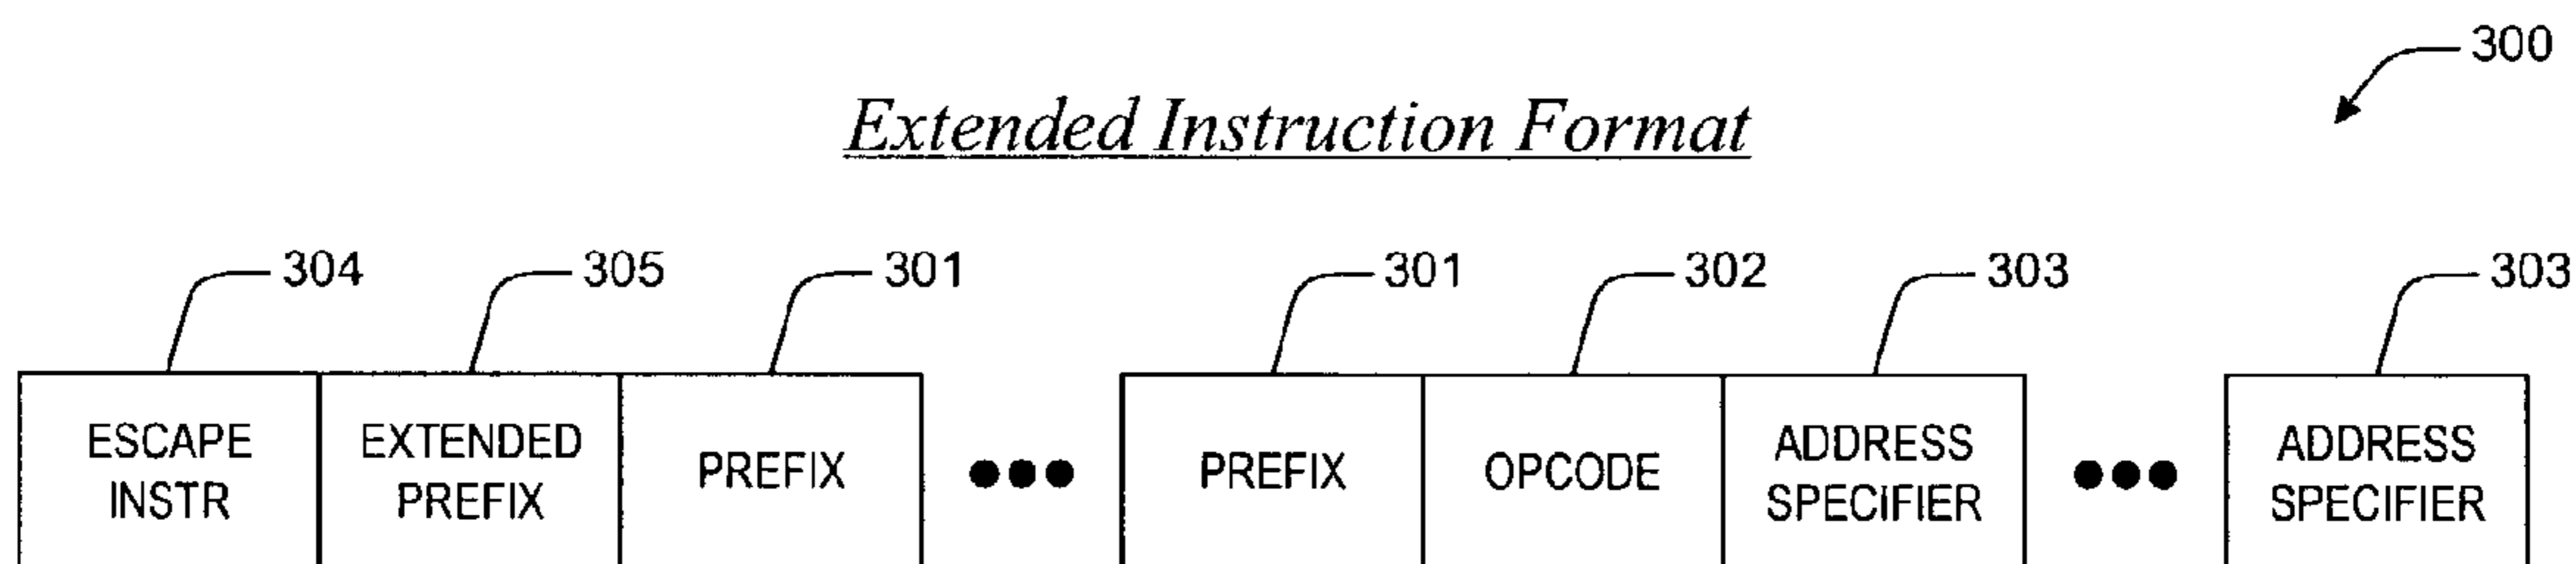 300
Extended Instruction Format
304 305 301 301 302 303 303
ESCAPE INSTR
EXTENDED PREFIX
PREFIX
PREFIX
OPCODE
ADDRESS SPECIFIER
ADDRESS SPECIFIER